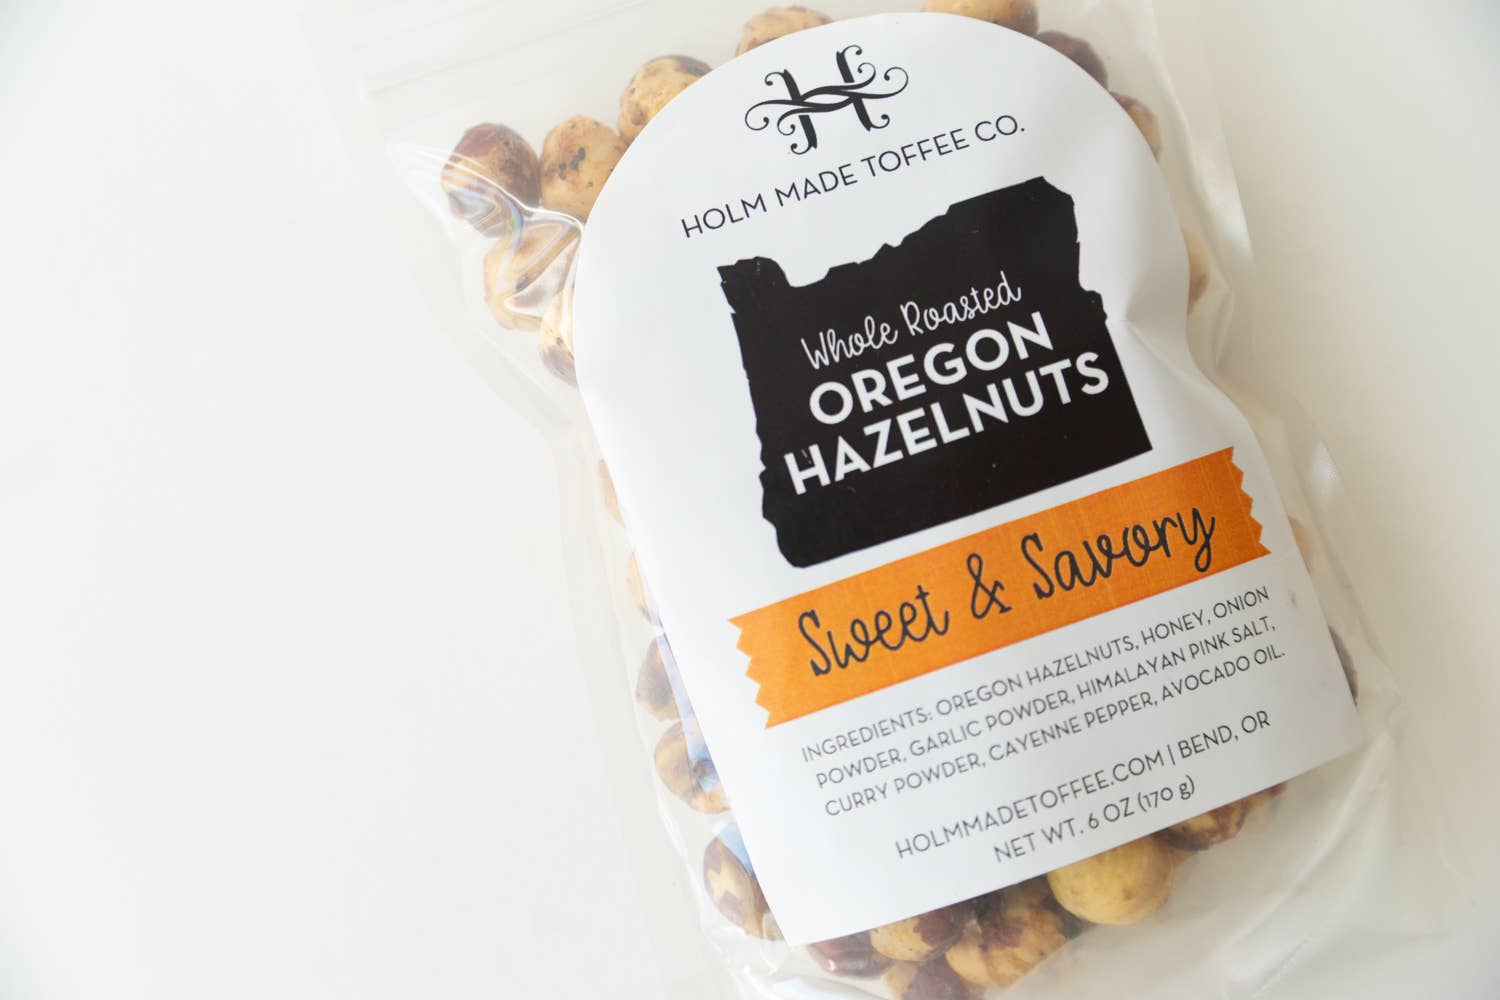 H
HOLM MADE TOFFEE CO.
Whole Roasted
OREGON
HAZELNUTS
Sweet & Savory
INGREDIENTS: OREGON HAZELNUTS, HONEY, ONION
POWDER, GARLIC POWDER, HIMALAYAN PINK SALT,
CURRY POWDER, CAYENNE PEPPER, AVOCADO OIL.
HOLMMADETOFFEE.COM | BEND, OR
NET WT. 6 OZ (170 g)